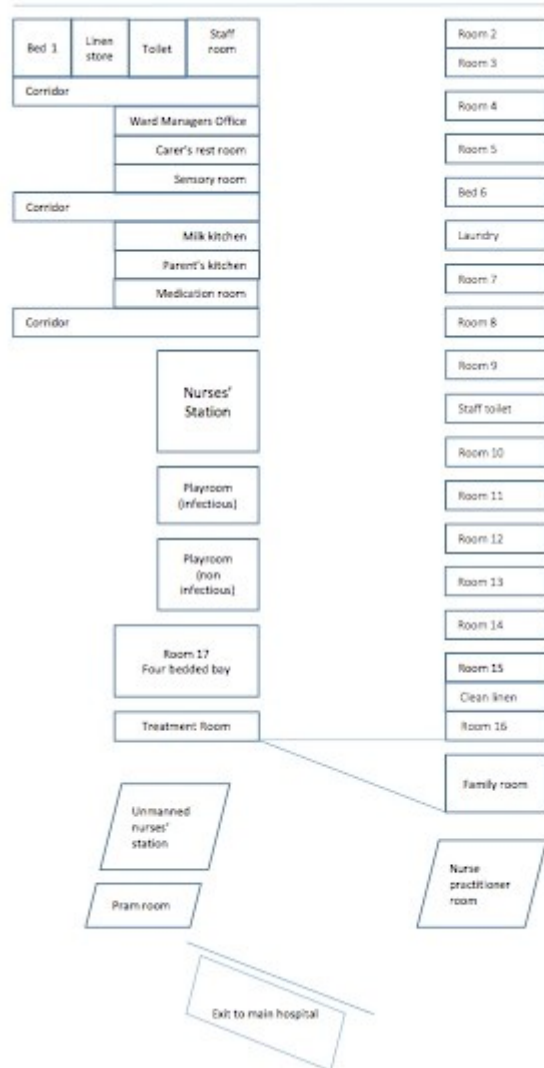 Bed 1
Linen
store
Toilet
Staff
room
Corridor
Ward Managers Office
Carer's rest room
Sensory room
Corridor
Milk kitchen
Parent's kitchen
Medication room
Corridor
Nurses'
Station
Playroom
(infectious)
Playroom
(non
infectious)
Room 17
Four bedded bay
Treatment Room
Unmanned
nurses'
station
Pram room
Room 2
Room 3
Room 4
Room 5
Bed 6
Laundry
Room 7
Room 8
Room 9
Staff toilet
Room 10
Room 11
Room 12
Room 13
Room 14
Room 15
Clean linen
Room 16
Family room
Nurse
practitioner
room
Exit to main hospital